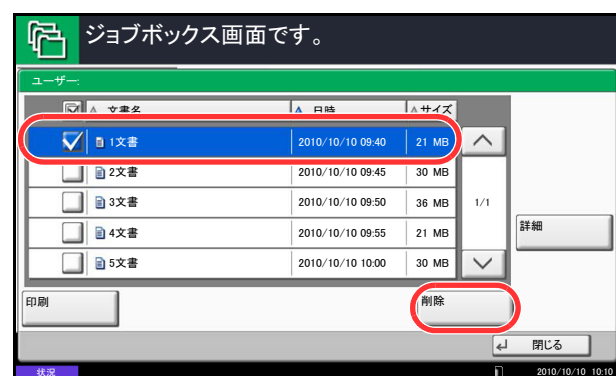 ジョブボックス画面です。
ユーザー:
文書名 日時 サイズ
1文書 2010/10/10 09:40 21 MB
2文書 2010/10/10 09:45 30 MB
3文書 2010/10/10 09:50 36 MB
1/1
4文書 2010/10/10 09:55 21 MB
詳細
5文書 2010/10/10 10:00 30 MB
印刷 削除
閉じる
状況 2010/10/10 10:10